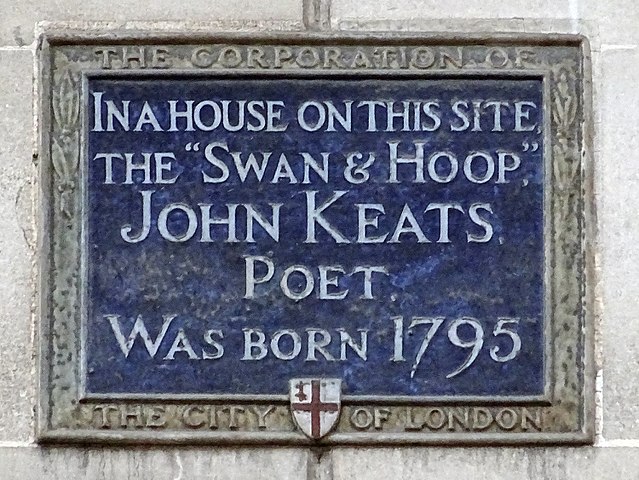 THE CORPORATION OF
IN A HOUSE ON THIS SITE,
THE "SWAN & HOOP,"
JOHN KEATS,
POET,
WAS BORN 1795
THE CITY OF LONDON